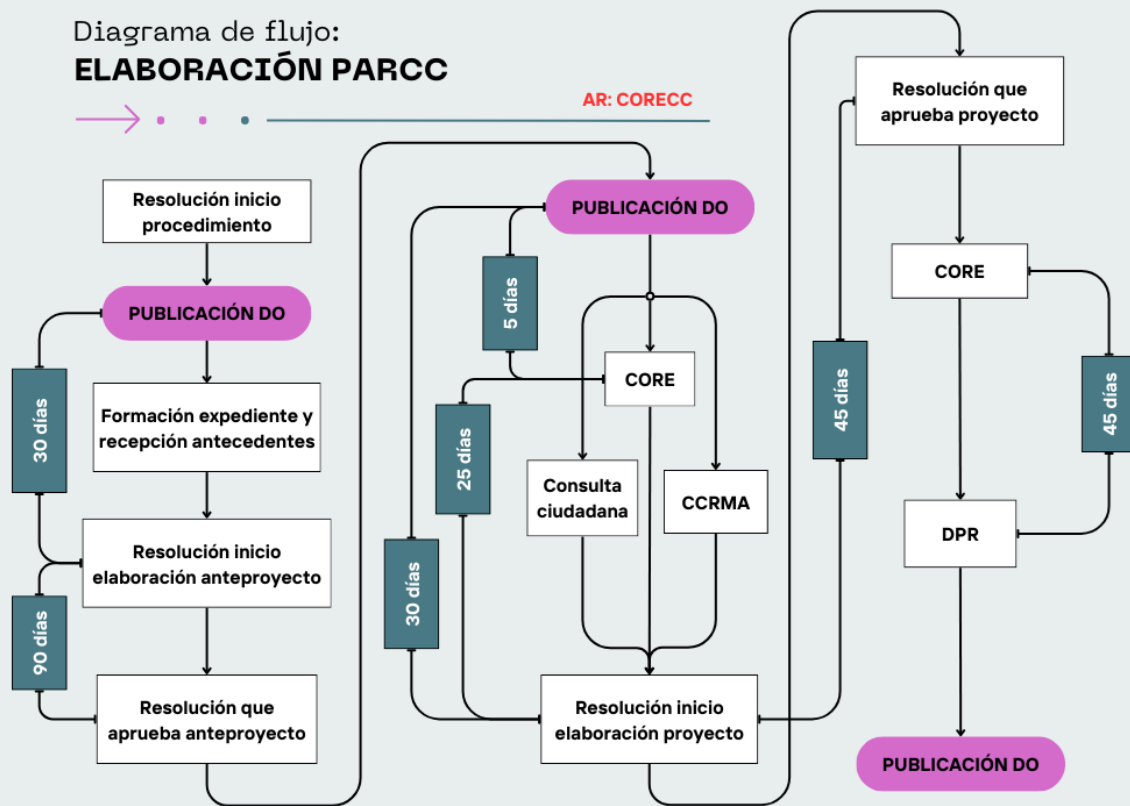 Diagrama de flujo:
ELABORACIÓN PARCC
AR: CORECC
Resolución inicio
procedimiento
PUBLICACIÓN DO
30 días
Formación expediente y
recepción antecedentes
Resolución inicio
elaboración anteproyecto
90 días
Resolución que
aprueba anteproyecto
PUBLICACIÓN DO
5 días
CORE
25 días
Consulta
ciudadana
CCRMA
30 días
Resolución inicio
elaboración proyecto
45 días
Resolución que
aprueba proyecto
CORE
45 días
DPR
PUBLICACIÓN DO